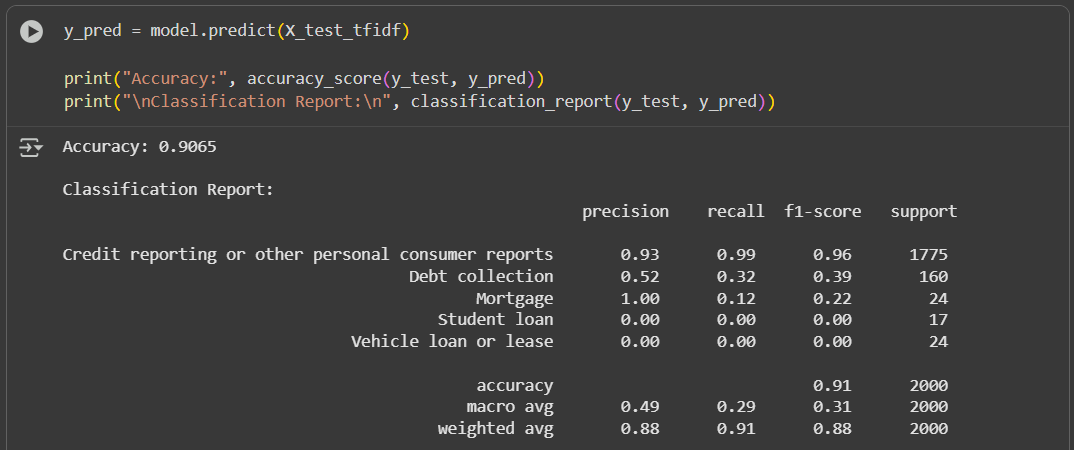 y_pred = model.predict(X_test_tfidf)
print("Accuracy:", accuracy_score(y_test, y_pred))
print("\nClassification Report:\n", classification_report(y_test, y_pred))
Accuracy: 0.9065
Classification Report:
precision recall f1-score support
Credit reporting or other personal consumer reports 0.93 0.99 0.96 1775
Debt collection 0.52 0.32 0.39 160
Mortgage 1.00 0.12 0.22 24
Student loan 0.00 0.00 0.00 17
Vehicle loan or lease 0.00 0.00 0.00 24
accuracy 0.91 2000
macro avg 0.49 0.29 0.31 2000
weighted avg 0.88 0.91 0.88 2000